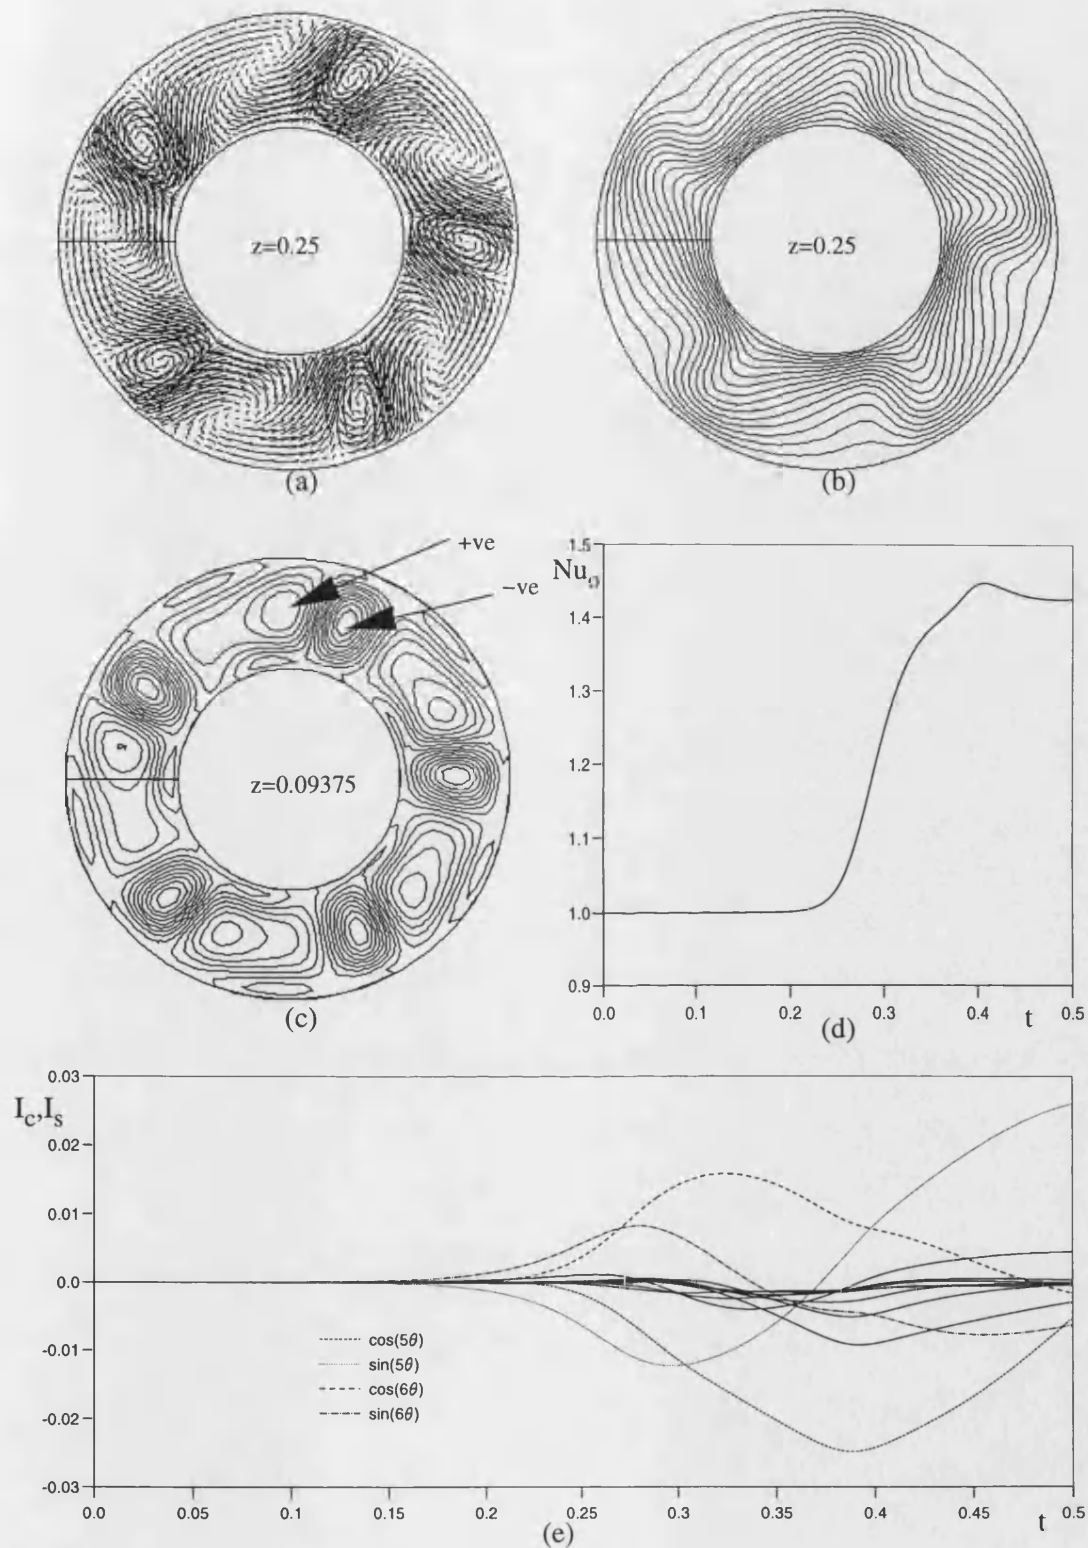 z=0.25
z=0.25
(a)
(b)
+ve
−ve
z=0.09375
(c)
1.5
Nuo
1.4
1.3
1.2
1.1
1.0
0.9
0.0 0.1 0.2 0.3 0.4 0.5
t
(d)
0.03
Ic,Is
0.02
0.01
0.0
-0.01
-0.02
-0.03
cos(5θ)
sin(5θ)
cos(6θ)
sin(6θ)
0.0 0.05 0.1 0.15 0.2 0.25 0.3 0.35 0.4 0.45 0.5
t
(e)